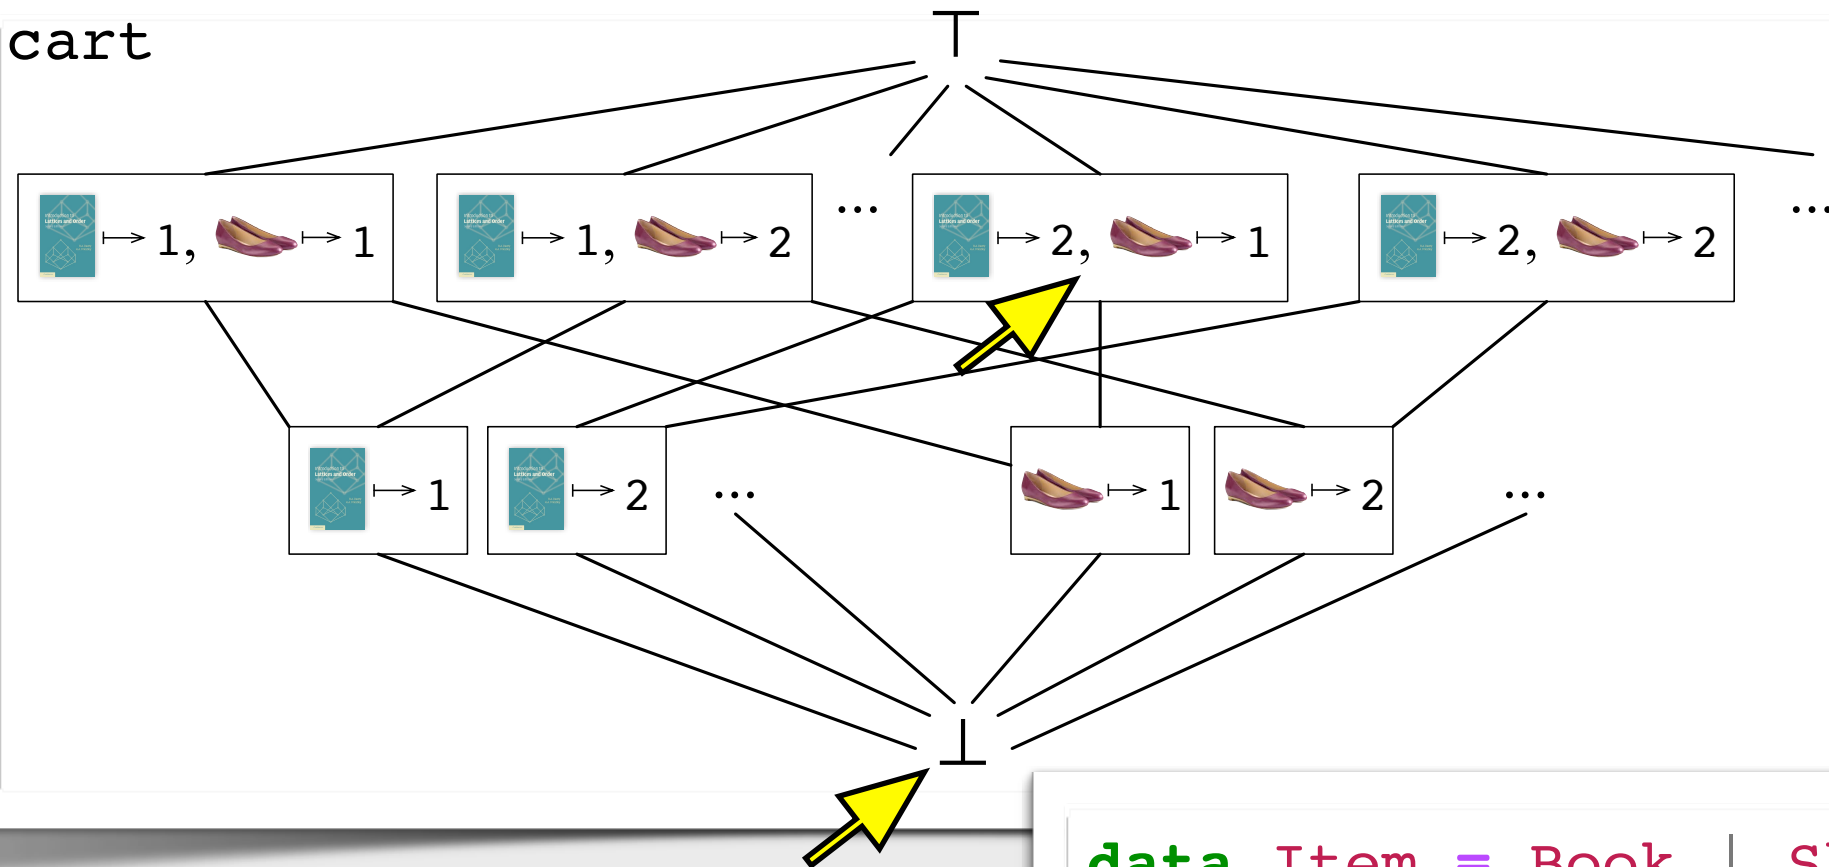 cart
⊤
↦ 1, ↦ 1
↦ 1, ↦ 2
...
↦ 2, ↦ 1
↦ 2, ↦ 2
...
↦ 1
↦ 2
...
↦ 1
↦ 2
...
⊥
data Item = Book |